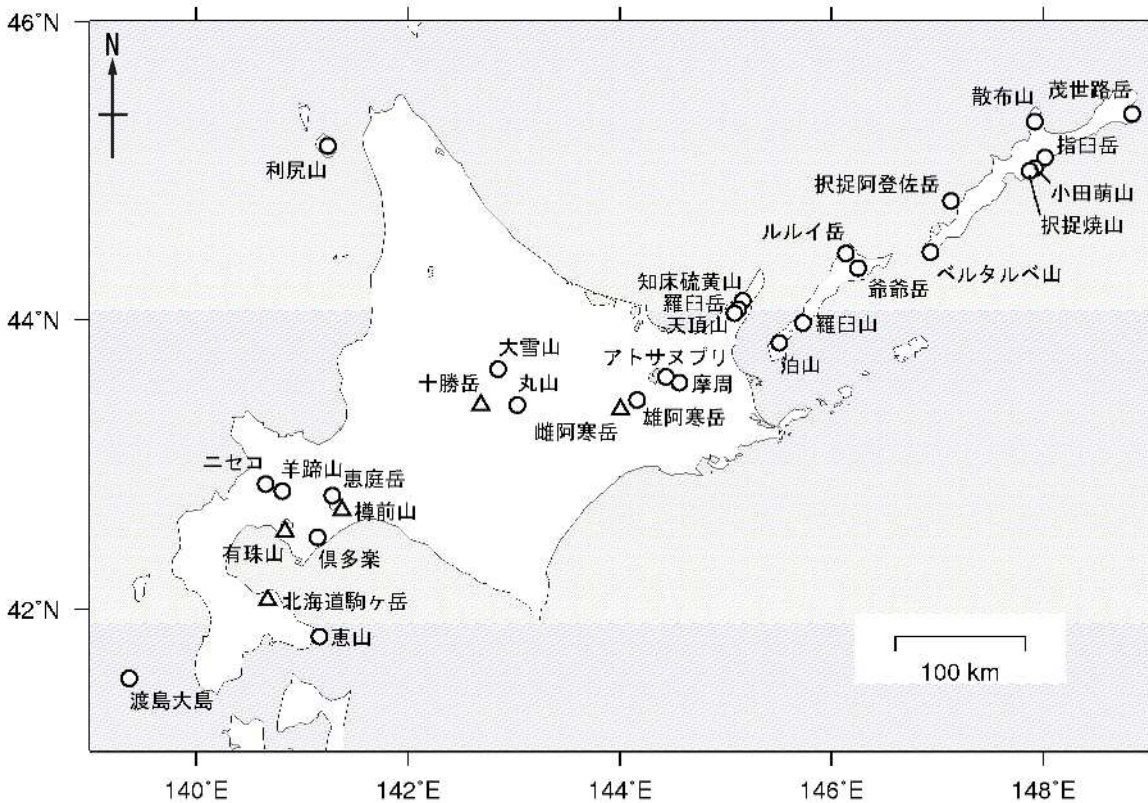 46°N
N
散布山
茂世路岳
指臼岳
利尻山
択捉阿登佐岳
小田萌山
択捉焼山
ルルイ岳
ベルタルベ山
爺爺岳
知床硫黄山
羅臼岳
44°N
天頂山
羅臼山
泊山
大雪山
アトサヌプリ
十勝岳
丸山
摩周
雌阿寒岳
雄阿寒岳
ニセコ
羊蹄山
恵庭岳
樽前山
有珠山
倶多楽
42°N
北海道駒ヶ岳
恵山
100 km
渡島大島
140°E
142°E
144°E
146°E
148°E